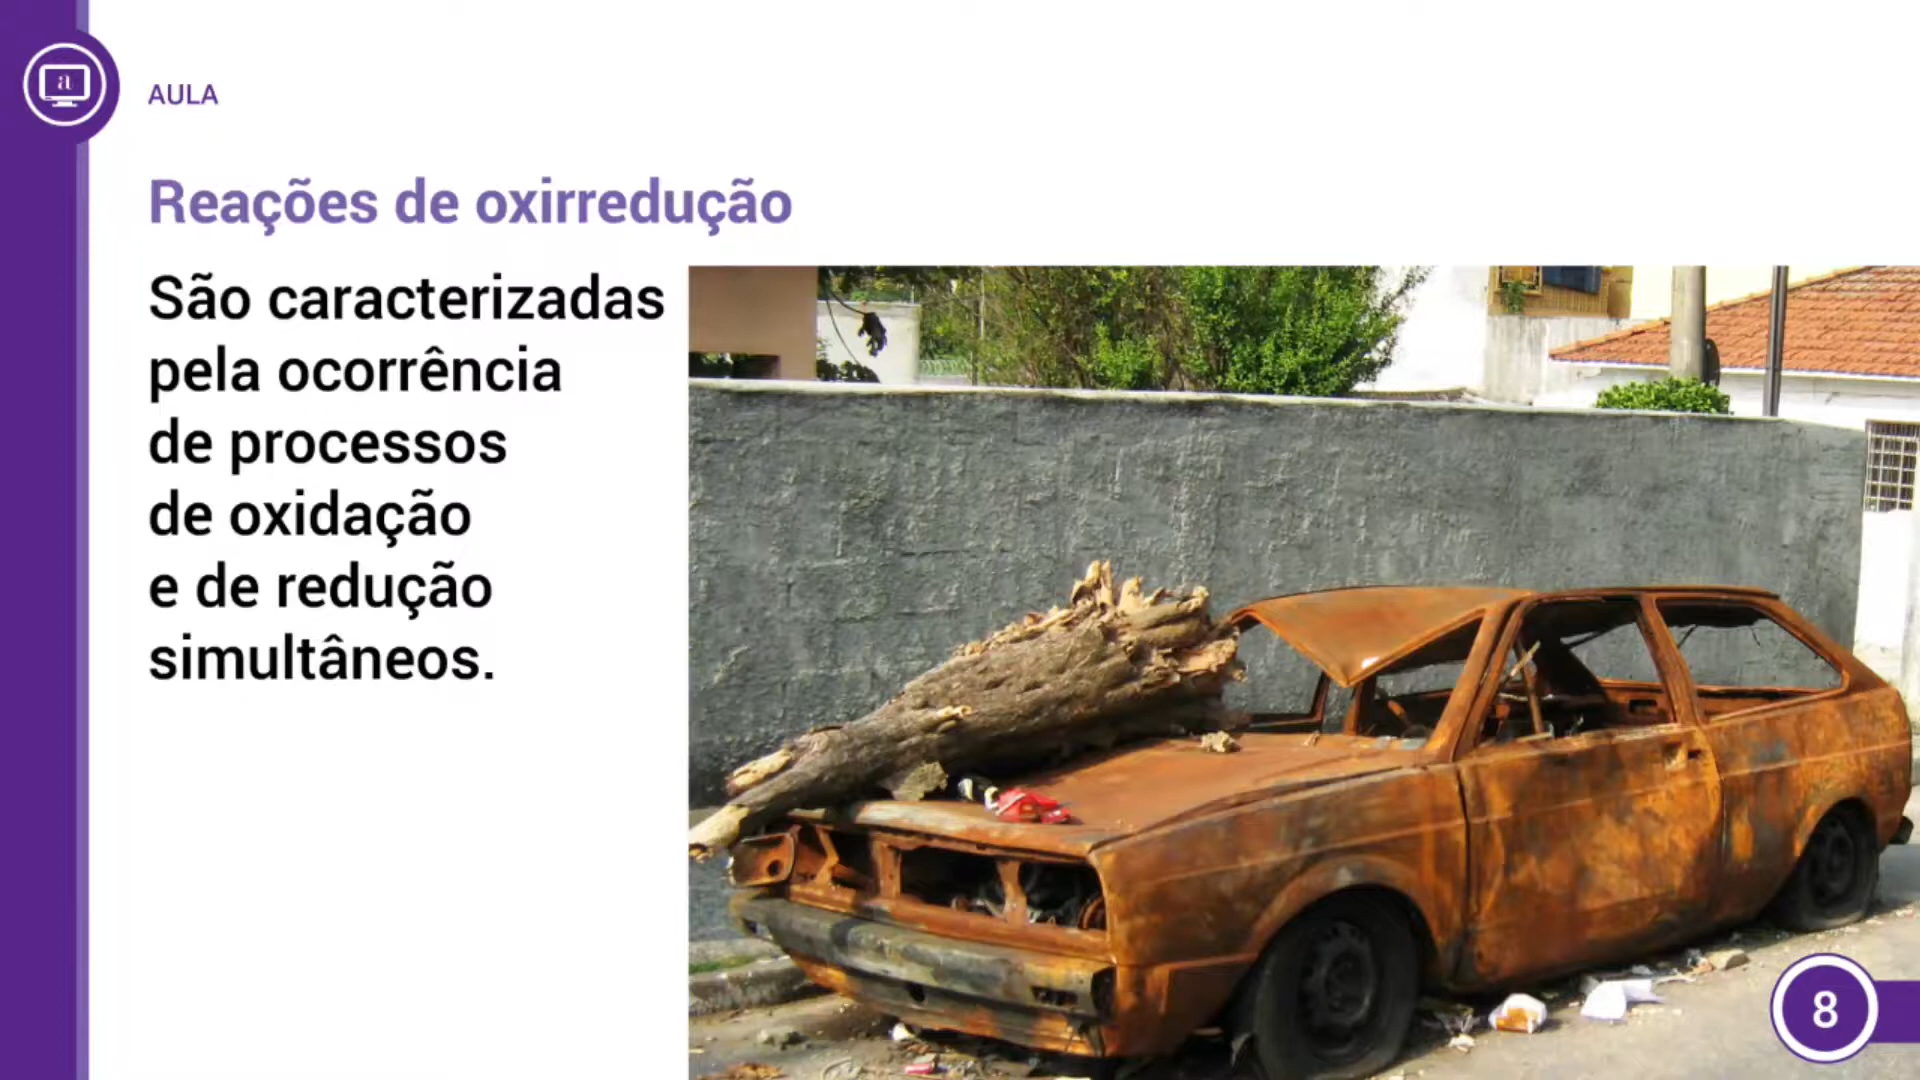 a
AULA
Reações de oxirredução
São caracterizadas
pela ocorrência
de processos
de oxidação
e de redução
simultâneos.
8